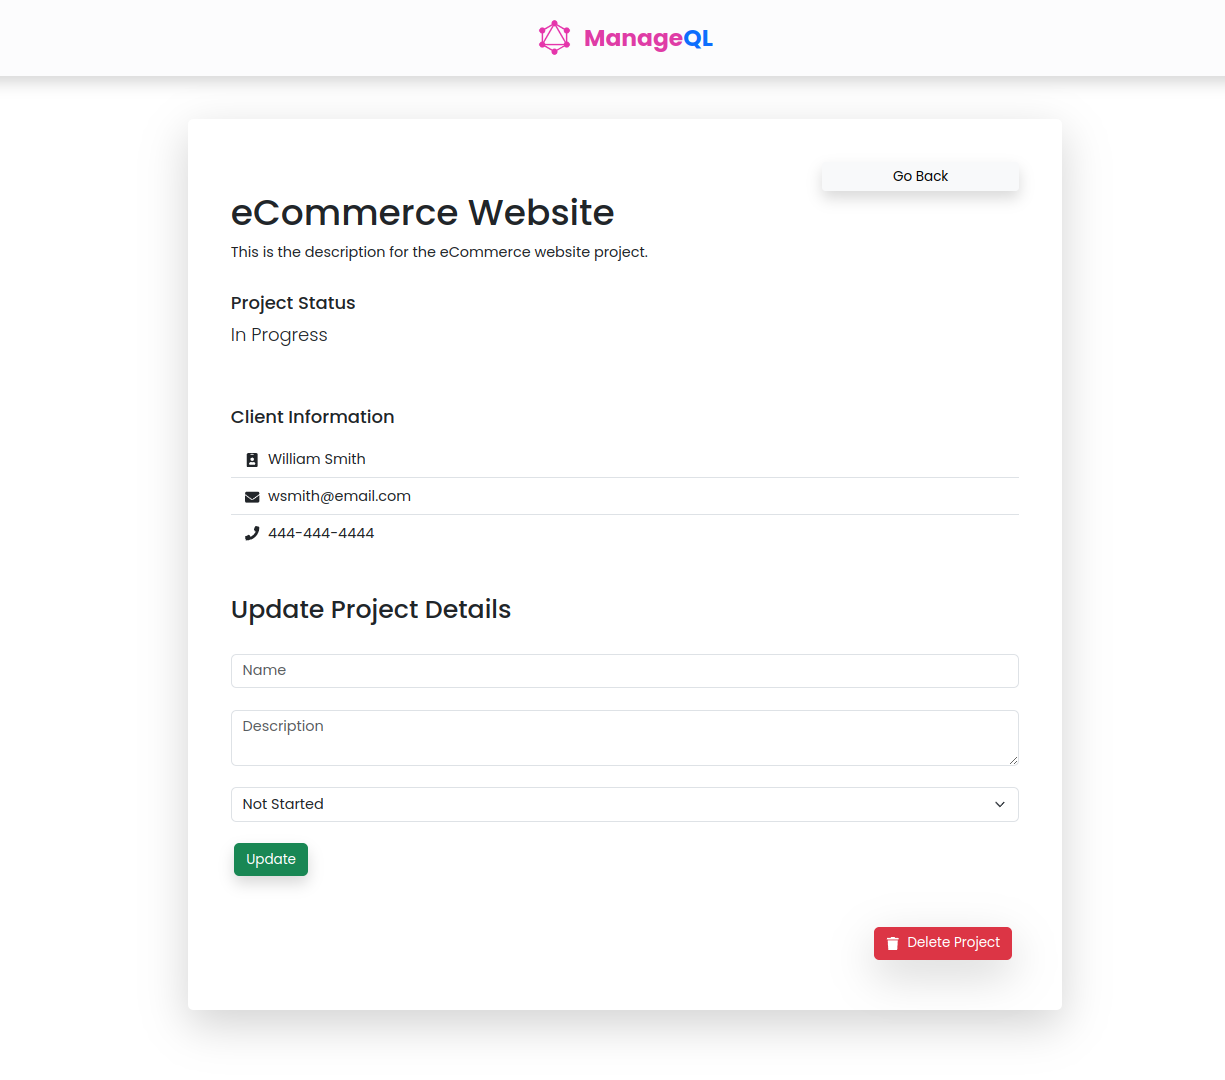 ManageQL
Go Back
eCommerce Website
This is the description for the eCommerce website project.
Project Status
In Progress
Client Information
William Smith
wsmith@email.com
444-444-4444
Update Project Details
Name
Description
Not Started
Update
Delete Project